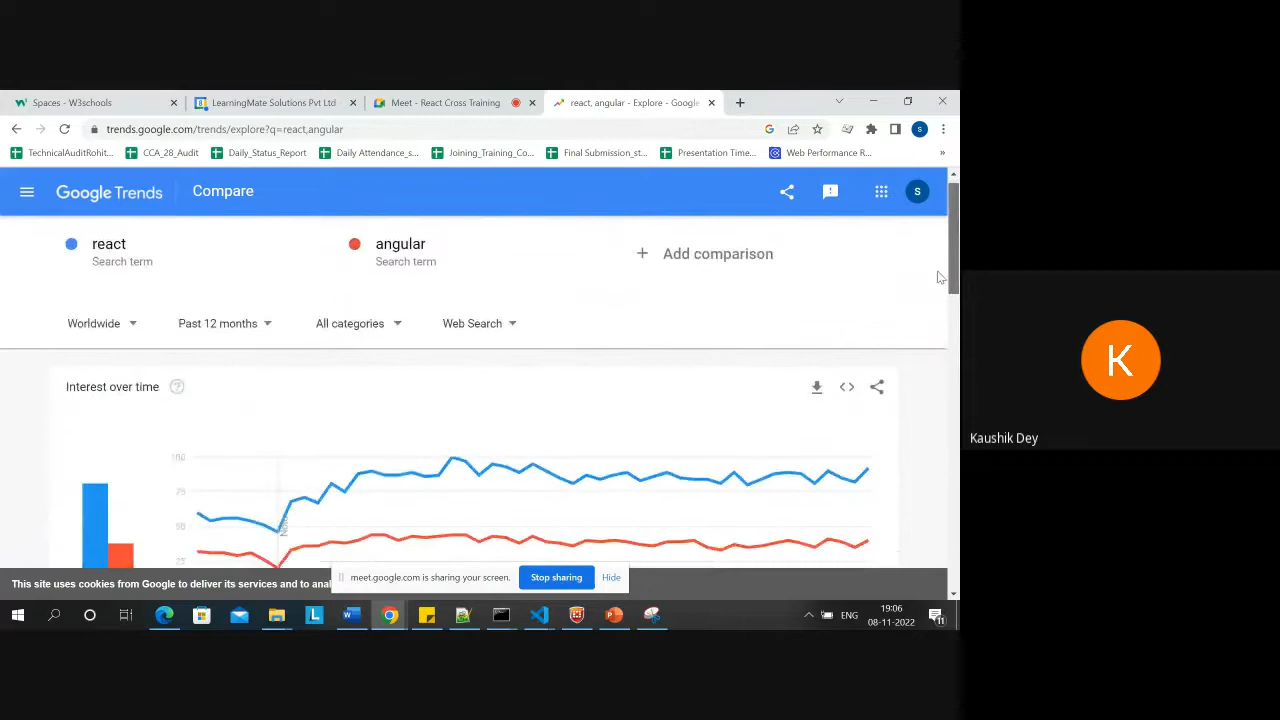 Spaces - W3schools
LearningMate Solutions Pvt Ltd
Meet - React Cross Training
react, angular - Explore - Google
trends.google.com/trends/explore?q=react,angular
S
TechnicalAuditRohit...
CCA_28_Audit
Daily_Status_Report
Daily Attendance_s...
Joining_Training_Co...
Final Submission_st...
Presentation Time...
Web Performance R...
»
Google Trends
Compare
S
react
Search term
angular
Search term
+ Add comparison
Worldwide
Past 12 months
All categories
Web Search
Interest over time
?
100
75
50
25
Note
This site uses cookies from Google to deliver its services and to anal
meet.google.com is sharing your screen.
Stop sharing
Hide
ENG
19:06
08-11-2022
11
K
Kaushik Dey